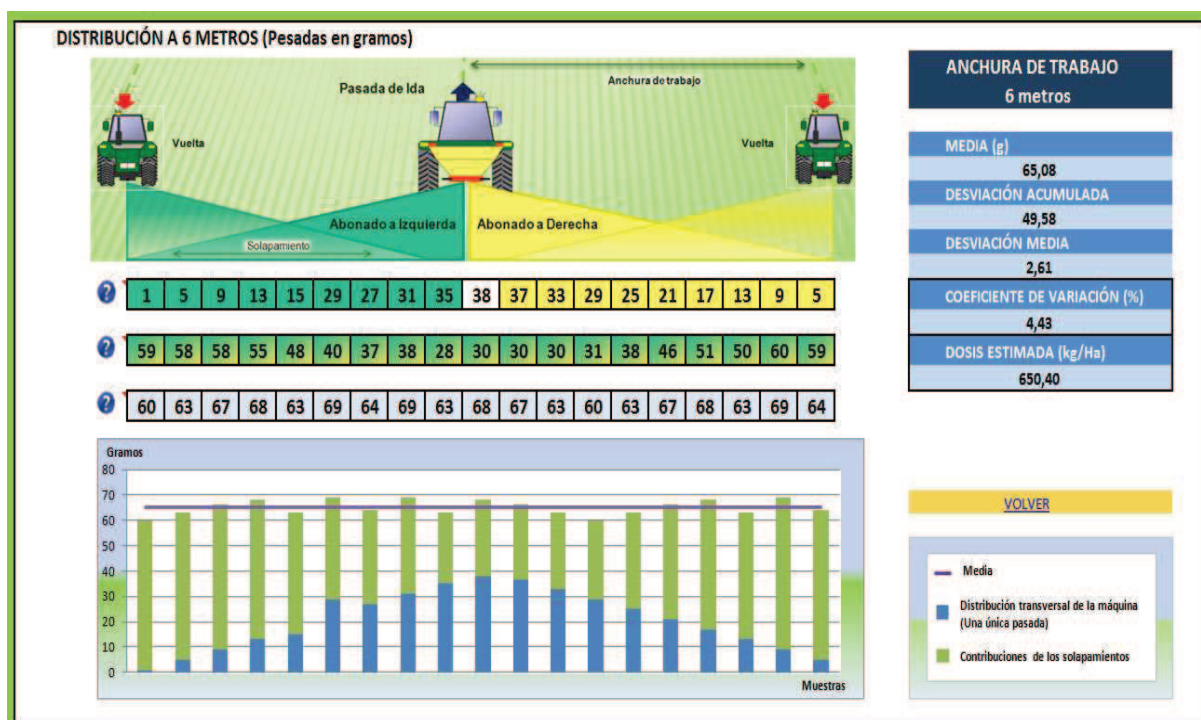 DISTRIBUCIÓN A 6 METROS (Pesadas en gramos)
Pasada de Ida
Anchura de trabajo
Vuelta
Vuelta
Abonado a Izquierda
Abonado a Derecha
Solapamiento
? 1 5 9 13 15 29 27 31 35 38 37 33 29 25 21 17 13 9 5
? 59 58 58 55 48 40 37 38 28 30 30 30 31 38 46 51 50 60 59
? 60 63 67 68 63 69 64 69 63 68 67 63 60 63 67 68 63 69 64
Gramos
80
70
60
50
40
30
20
10
0
Muestras
ANCHURA DE TRABAJO
6 metros
MEDIA (g)
65,08
DESVIACIÓN ACUMULADA
49,58
DESVIACIÓN MEDIA
2,61
COEFICIENTE DE VARIACIÓN (%)
4,43
DOSIS ESTIMADA (kg/Ha)
650,40
VOLVER
Media
Distribución transversal de la máquina
(Una única pasada)
Contribuciones de los solapamientos